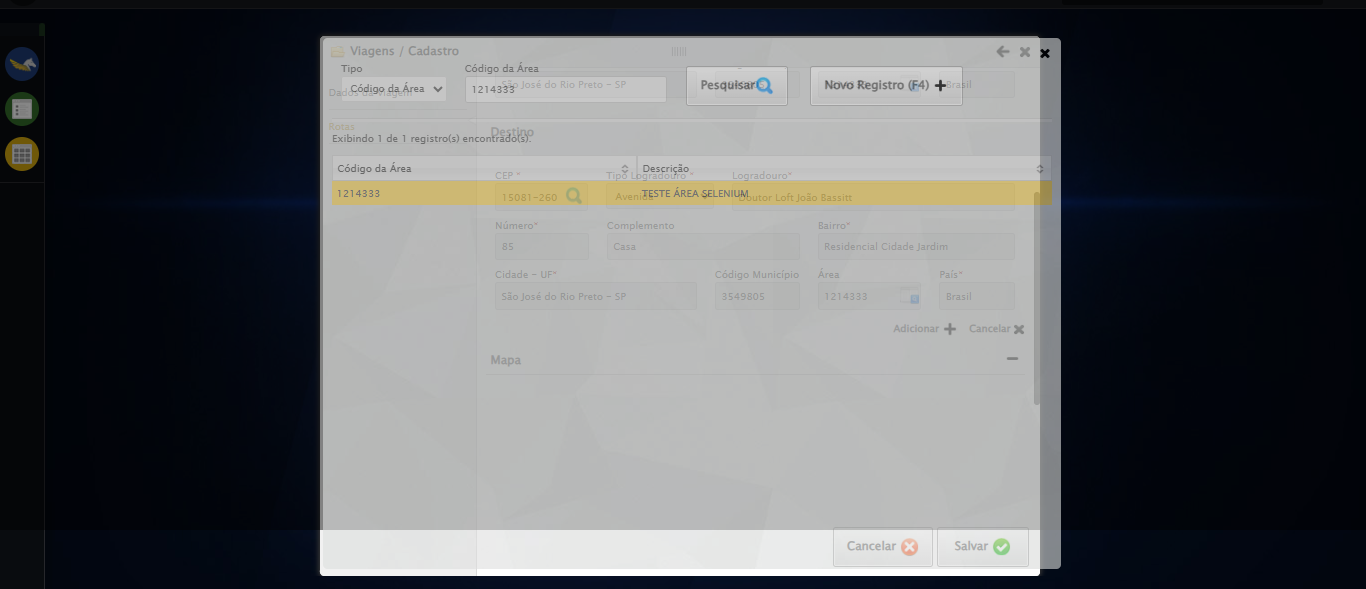 Viagens / Cadastro
Tipo
Código da Área
Código da Área
1214333
Pesquisar
Novo Registro (F4)
São José do Rio Preto - SP
Brasil
Dados da Viagem
Rotas
Destino
Exibindo 1 de 1 registro(s) encontrado(s).
Código da Área
Descrição
1214333
TESTE ÁREA SELENIUM
CEP *
Tipo Logradouro *
Logradouro*
15081-260
Avenida
Doutor Loft João Bassitt
Número*
Complemento
Bairro*
85
Casa
Residencial Cidade Jardim
Cidade - UF*
Código Município
Área
País*
São José do Rio Preto - SP
3549805
1214333
Brasil
Adicionar
Cancelar
Mapa
Cancelar
Salvar